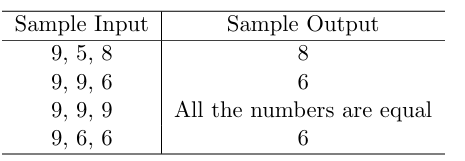 Sample Input Sample Output
9, 5, 8 8
9, 9, 6 6
9, 9, 9 All the numbers are equal
9, 6, 6 6